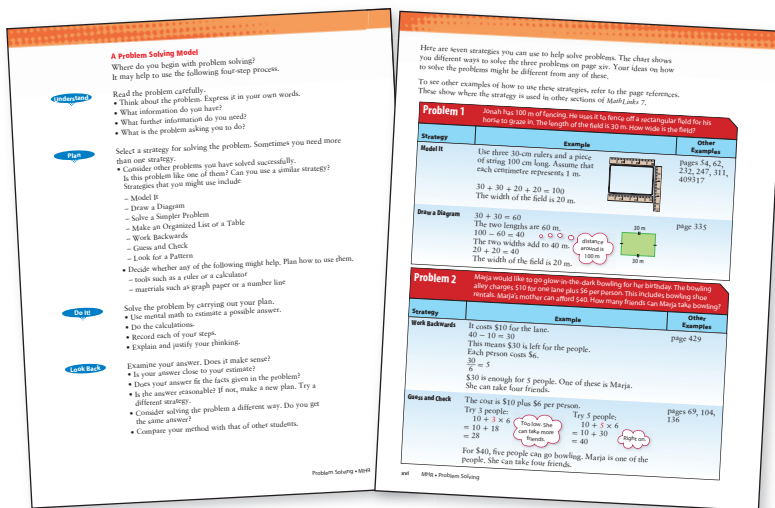 A Problem Solving Model
Where do you begin with problem solving?
It may help to use the following four-step process.
Understand
Read the problem carefully.
• Think about the problem. Express it in your own words.
• What information do you have?
• What further information do you need?
• What is the problem asking you to do?
Plan
Select a strategy for solving the problem. Sometimes you need more
than one strategy.
• Consider other problems you have solved successfully.
Is this problem like one of them? Can you use a similar strategy?
Strategies that you might use include
– Model It
– Draw a Diagram
– Solve a Simpler Problem
– Make an Organized List or a Table
– Work Backwards
– Guess and Check
– Look for a Pattern
• Decide whether any of the following might help. Plan how to use them.
– tools such as a ruler or a calculator
– materials such as graph paper or a number line
Do It!
Solve the problem by carrying out your plan.
• Use mental math to estimate a possible answer.
• Do the calculations.
• Record each of your steps.
• Explain and justify your thinking.
Look Back
Examine your answer. Does it make sense?
• Is your answer close to your estimate?
• Does your answer fit the facts given in the problem?
• Is the answer reasonable? If not, make a new plan. Try a
different strategy.
• Consider solving the problem a different way. Do you get
the same answer?
• Compare your method with that of other students.
Problem Solving • MHR
Here are seven strategies you can use to help solve problems. The chart shows
you different ways to solve the three problems on page xiv. Your ideas on how
to solve the problems might be different from any of these.
To see other examples of how to use these strategies, refer to the page references.
These show where the strategy is used in other sections of MathLinks 7.
Problem 1
Jonah has 100 m of fencing. He uses it to fence off a rectangular field for his
horse to graze in. The length of the field is 30 m. How wide is the field?
Strategy
Example
Other
Examples
Model It
Use three 30-cm rulers and a piece
of string 100 cm long. Assume that
each centimetre represents 1 m.
30 + 30 + 20 + 20 = 100
The width of the field is 20 m.
pages 54, 62,
232, 247, 311,
409317
Draw a Diagram
30 + 30 = 60
The two lengths are 60 m.
100 − 60 = 40
The two widths add to 40 m.
20 + 20 = 40
The width of the field is 20 m.
distance
around is
100 m
30 m
30 m
page 335
Problem 2
Marja would like to go glow-in-the-dark bowling for her birthday. The bowling
alley charges $10 for one lane plus $6 per person. This includes bowling shoe
rentals. Marja's mother can afford $40. How many friends can Marja take bowling?
Strategy
Example
Other
Examples
Work Backwards
It costs $10 for the lane.
40 − 10 = 30
This means $30 is left for the people.
Each person costs $6.
30/6 = 5
$30 is enough for 5 people. One of these is Marja.
She can take four friends.
page 429
Guess and Check
The cost is $10 plus $6 per person.
Try 3 people:
10 + 3 × 6
= 10 + 18
= 28
Too low. She
can take more
friends.
Try 5 people:
10 + 5 × 6
= 10 + 30
= 40
Right on.
For $40, five people can go bowling. Marja is one of the
people. She can take four friends.
pages 69, 104,
136
MHR • Problem Solving